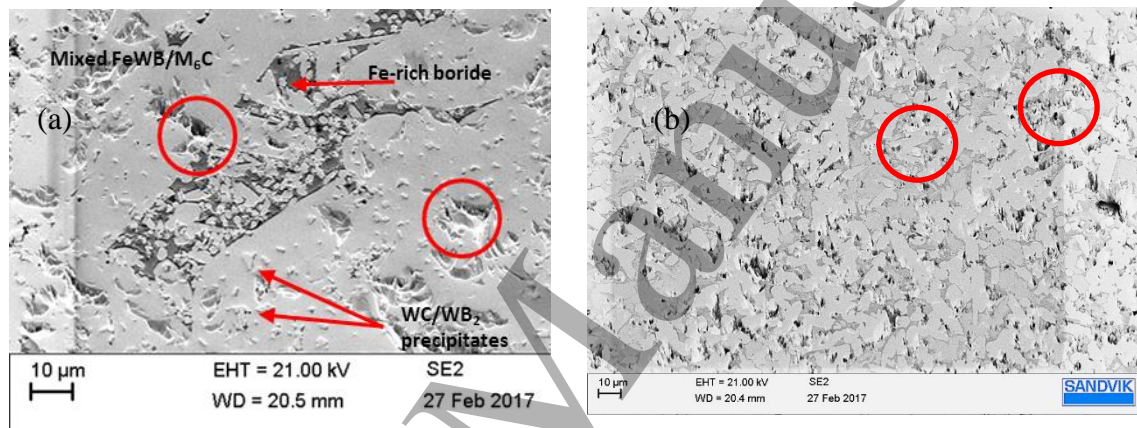 Mixed FeWB/M₆C
Fe-rich boride
(a)
WC/WB₂
precipitates
10 µm
EHT = 21.00 kV
SE2
WD = 20.5 mm
27 Feb 2017
(b)
10 µm
EHT = 21.00 kV
SE2
WD = 20.4 mm
27 Feb 2017
SANDVIK
Manus